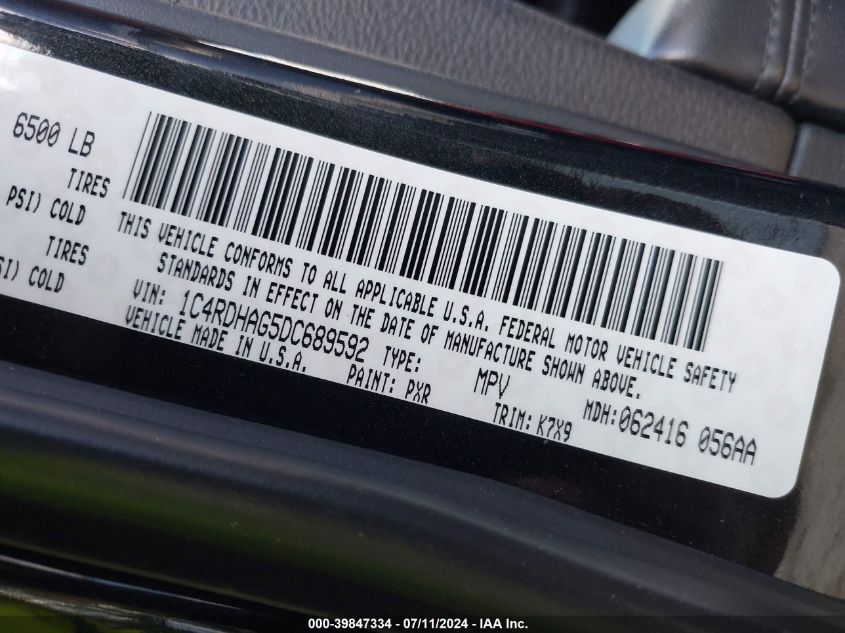 6500 LB
TIRES
PSI) COLD
TIRES
SI) COLD
THIS VEHICLE CONFORMS TO ALL APPLICABLE U.S.A. FEDERAL MOTOR VEHICLE SAFETY
STANDARDS IN EFFECT ON THE DATE OF MANUFACTURE SHOWN ABOVE.
VIN: 1C4RDHAG5DC689592 TYPE: MPV MDH:062416 056AA
VEHICLE MADE IN U.S.A. PAINT: PXR TRIM: K7X9
000-39847334 - 07/11/2024 - IAA Inc.